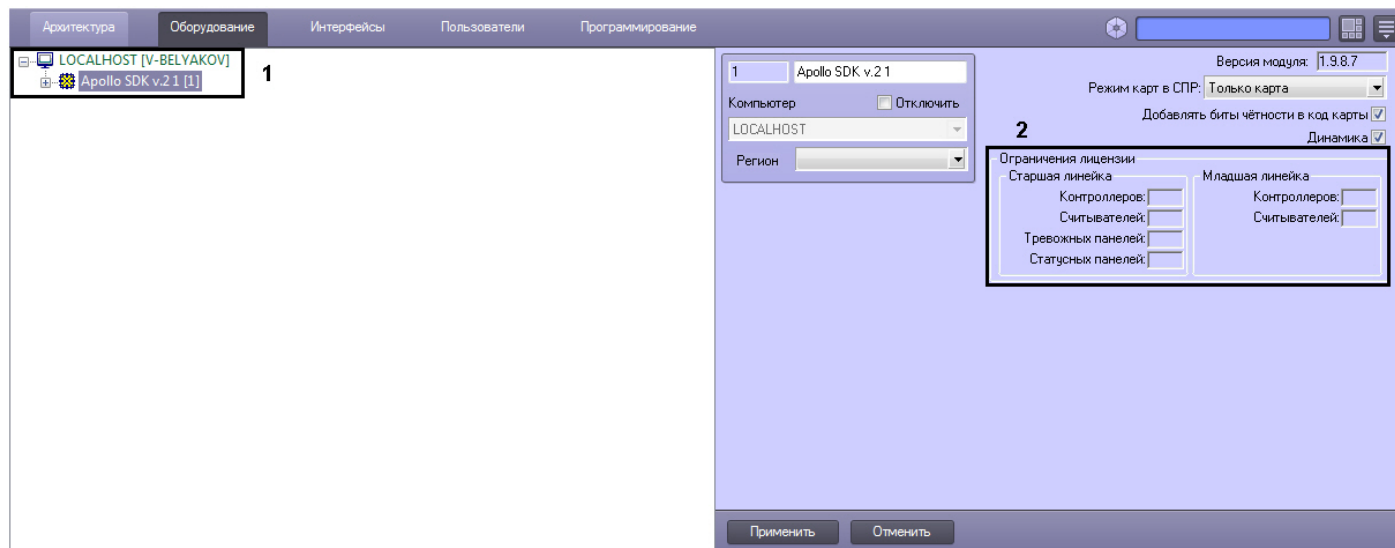 Архитектура Оборудование Интерфейсы Пользователи Программирование
LOCALHOST [V-BELYAKOV]
Apollo SDK v.2 1 [1]
1
1 Apollo SDK v.2 1
Компьютер Отключить
LOCALHOST
Регион
Версия модуля: 1.9.8.7
Режим карт в СПР: Только карта
Добавлять биты чётности в код карты
2
Динамика
Ограничения лицензии
Старшая линейка Младшая линейка
Контроллеров: Контроллеров:
Считывателей: Считывателей:
Тревожных панелей:
Статусных панелей:
Применить Отменить